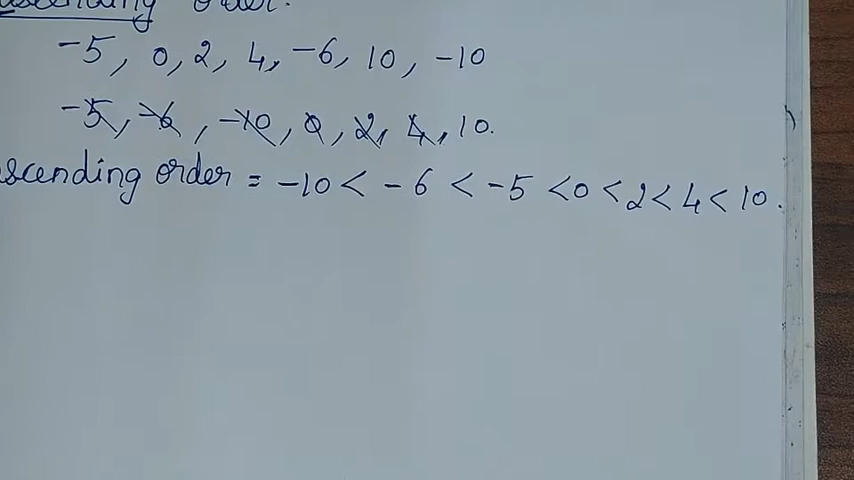 order.
-5, 0, 2, 4, -6, 10, -10
-5, -6, -10, 0, 2, 4, 10.
scending order = -10 < -6 < -5 < 0 < 2 < 4 < 10.